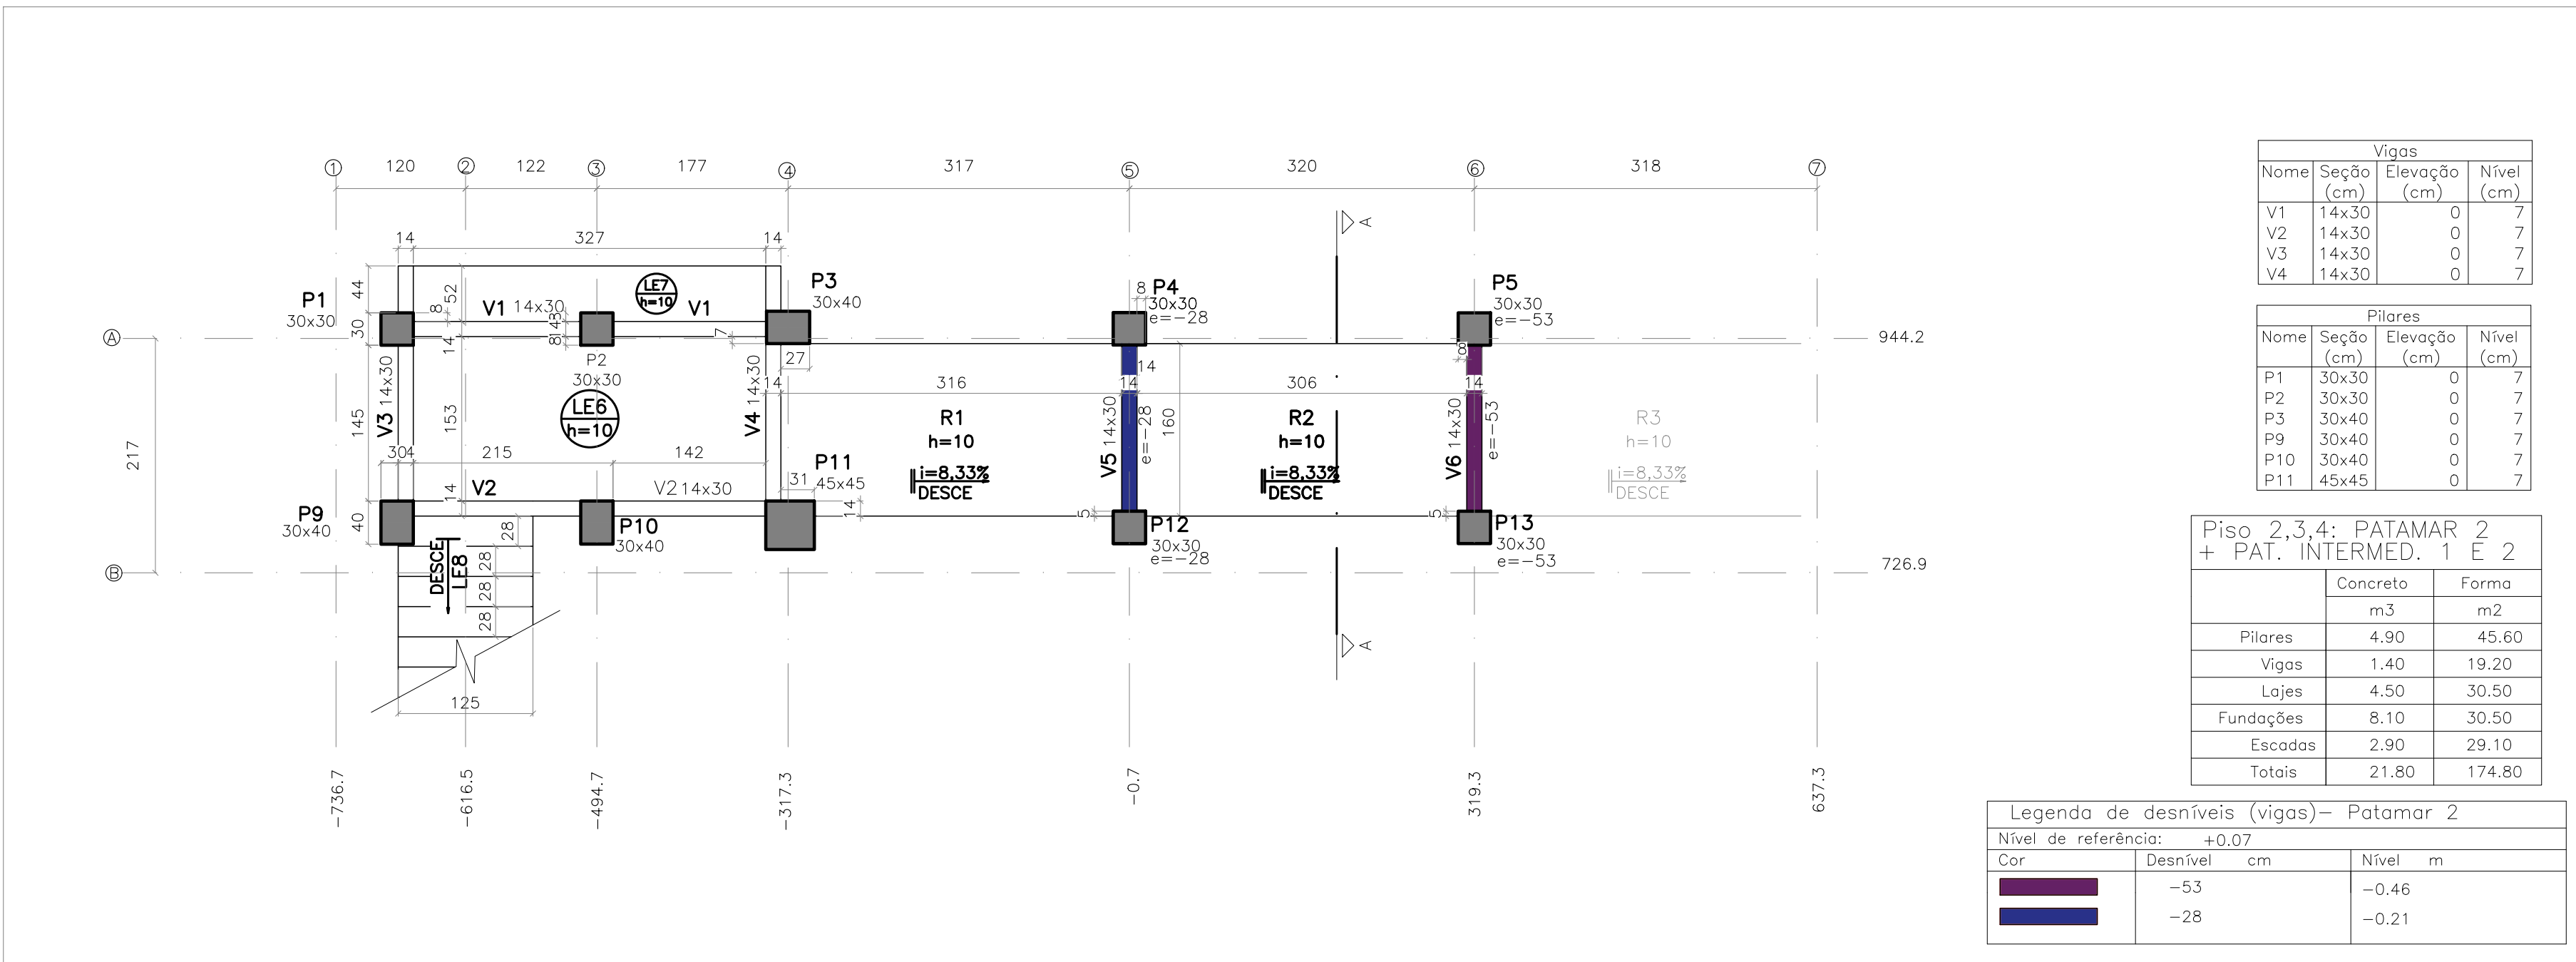 1 120 2 122 3 177 4 317 5 320 6 318 7
A
14 327 14
P1
30x30
44
52
8
V1 14x30 V1
LE7
h=10
P3
30x40
8 P4
30x30
e=-28
P5
30x30
e=-53
A 944.2
30
14
8143
7
P2
30x30
27
8
14
217
145
V3 14x30
153
LE6
h=10
V4 14x30
14 316 14 306 14
R1
h=10
i=8,33%
DESCE
V5 14x30
e=-28
160
R2
h=10
i=8,33%
DESCE
V6 14x30
e=-53
R3
h=10
i=8,33%
DESCE
304 215 142
14
V2 V2 14x30
P11
45x45
31
14
5
5
P9
30x40
40
28
P10
30x40
P12
30x30
e=-28
P13
30x30
e=-53
B 726.9
DESCE
LE8
28
28
28
A
125
-736.7
-616.5
-494.7
-317.3
-0.7
319.3
637.3
Vigas
Nome Seção Elevação Nível
(cm) (cm) (cm)
V1 14x30 0 7
V2 14x30 0 7
V3 14x30 0 7
V4 14x30 0 7
Pilares
Nome Seção Elevação Nível
(cm) (cm) (cm)
P1 30x30 0 7
P2 30x30 0 7
P3 30x40 0 7
P9 30x40 0 7
P10 30x40 0 7
P11 45x45 0 7
Piso 2,3,4: PATAMAR 2
+ PAT. INTERMED. 1 E 2
Concreto Forma
m3 m2
Pilares 4.90 45.60
Vigas 1.40 19.20
Lajes 4.50 30.50
Fundações 8.10 30.50
Escadas 2.90 29.10
Totais 21.80 174.80
Legenda de desníveis (vigas)- Patamar 2
Nível de referência: +0.07
Cor Desnível cm Nível m
-53 -0.46
-28 -0.21